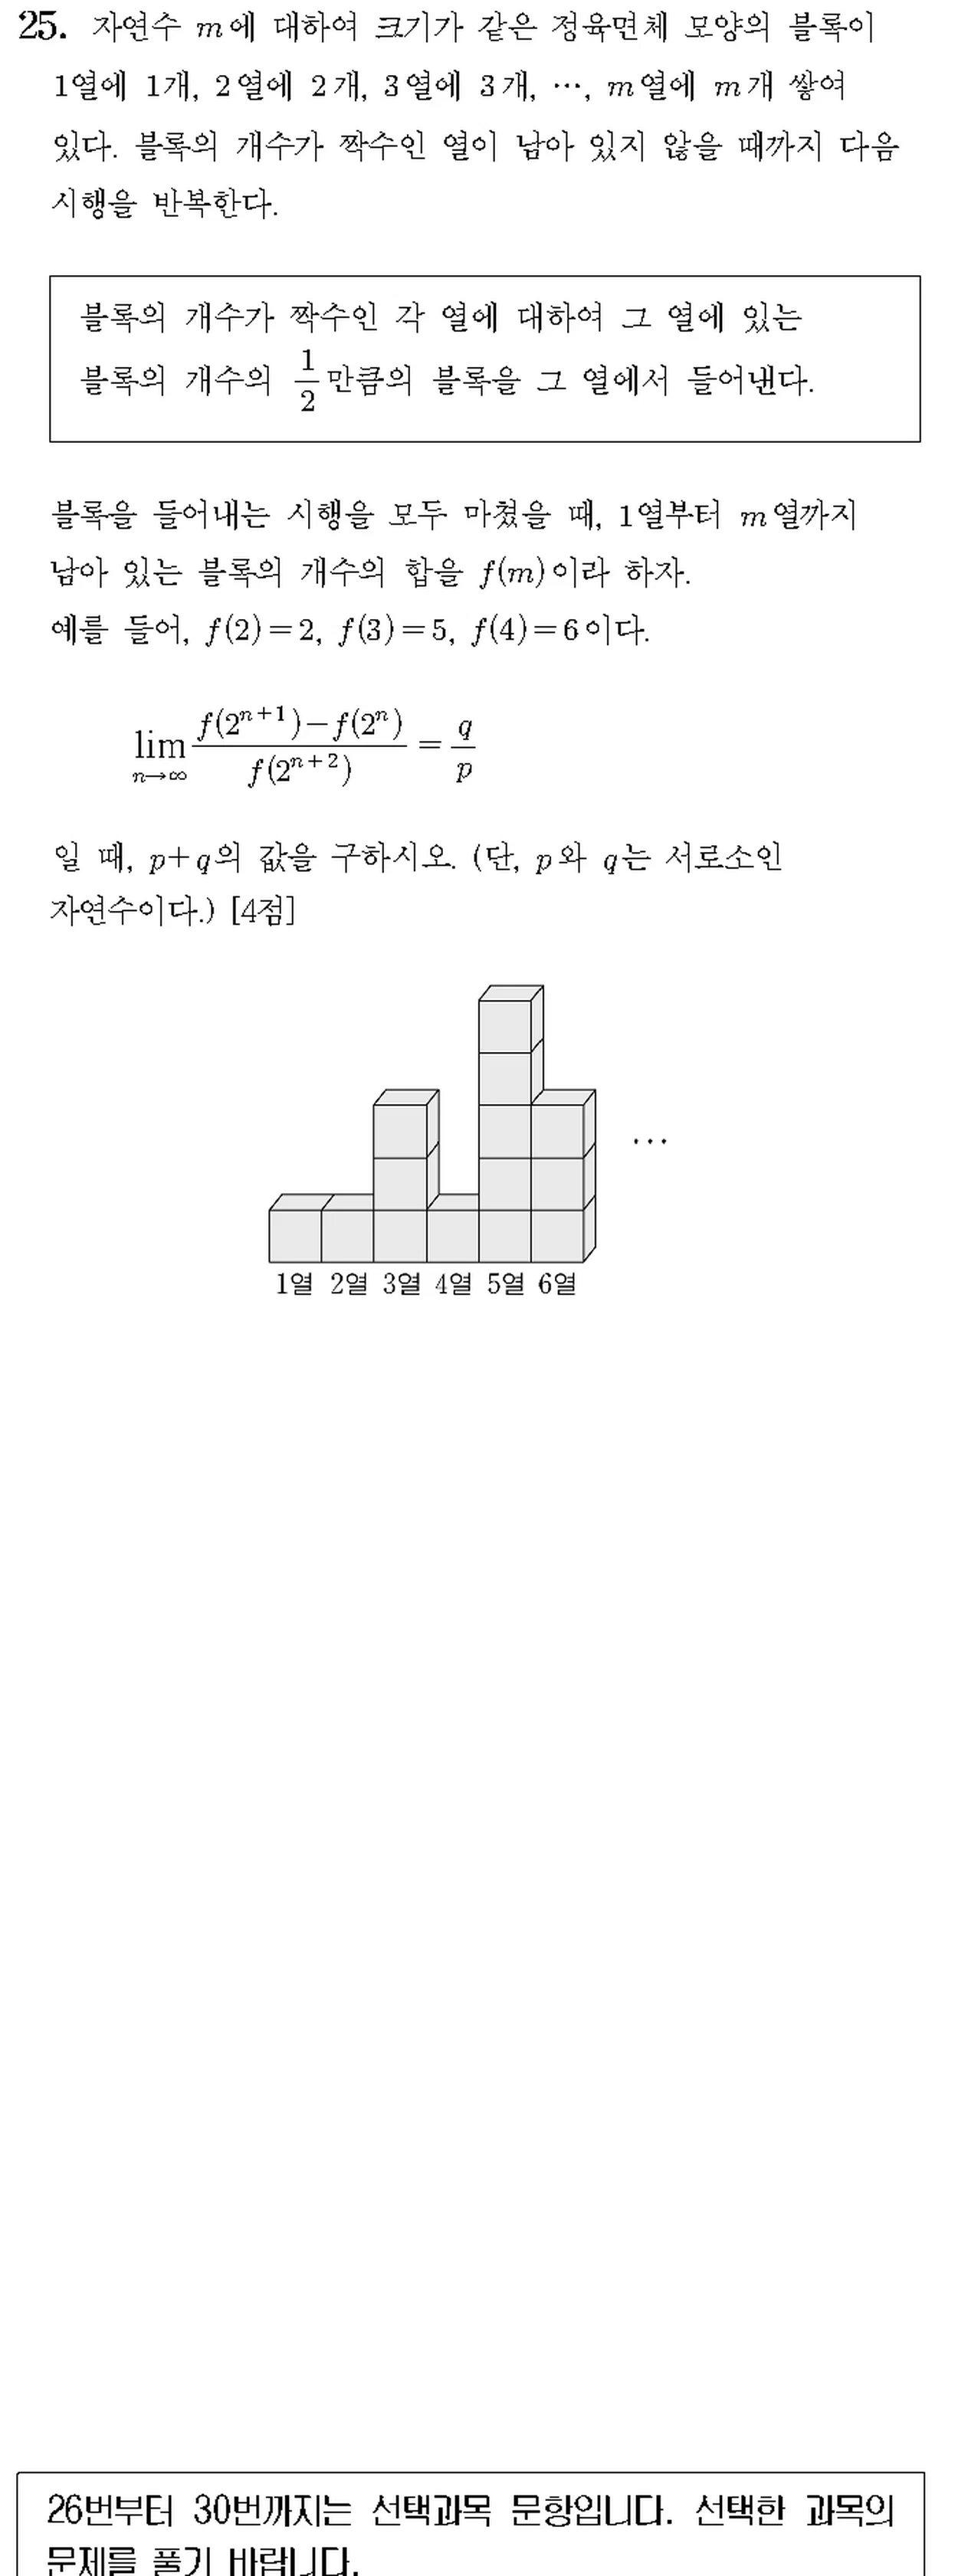 25. 자연수 m에 대하여 크기가 같은 정육면체 모양의 블록이
1열에 1개, 2열에 2개, 3열에 3개, ⋯, m열에 m개 쌓여
있다. 블록의 개수가 짝수인 열이 남아 있지 않을 때까지 다음
시행을 반복한다.
블록의 개수가 짝수인 각 열에 대하여 그 열에 있는
블록의 개수의 1/2만큼의 블록을 그 열에서 들어낸다.
블록을 들어내는 시행을 모두 마쳤을 때, 1열부터 m열까지
남아 있는 블록의 개수의 합을 f(m)이라 하자.
예를 들어, f(2)=2, f(3)=5, f(4)=6이다.
lim_{n→∞} (f(2^{n+1})−f(2^n))/f(2^{n+2}) = q/p
일 때, p+q의 값을 구하시오. (단, p와 q는 서로소인
자연수이다.) [4점]
⋯
1열 2열 3열 4열 5열 6열
26번부터 30번까지는 선택과목 문항입니다. 선택한 과목의
문제를 풀기 바랍니다.